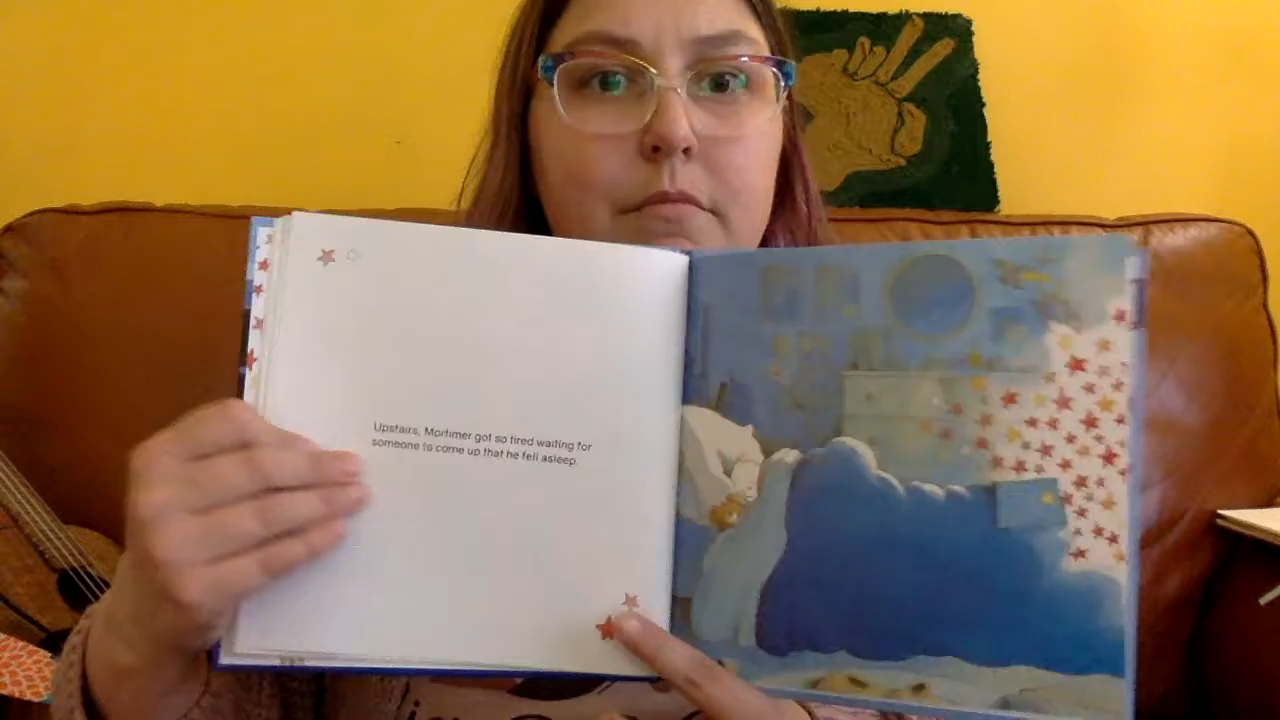 Upstairs, Mortimer got so tired waiting for
someone to come up that he fell asleep.